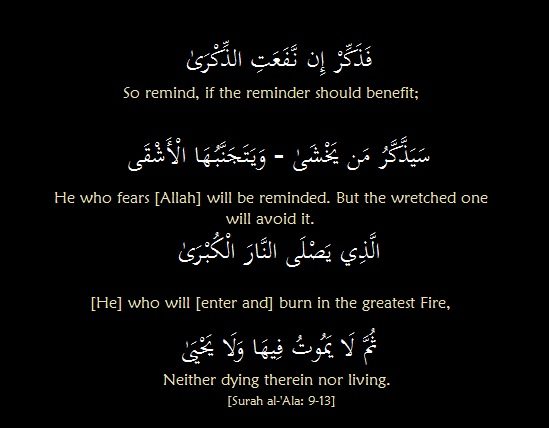 فَذَكِّرْ إِن نَّفَعَتِ الذِّكْرَىٰ
So remind, if the reminder should benefit;
سَيَذَّكَّرُ مَن يَخْشَىٰ - وَيَتَجَنَّبُهَا الْأَشْقَى
He who fears [Allah] will be reminded. But the wretched one
will avoid it.
الَّذِي يَصْلَى النَّارَ الْكُبْرَىٰ
[He] who will [enter and] burn in the greatest Fire,
ثُمَّ لَا يَمُوتُ فِيهَا وَلَا يَحْيَىٰ
Neither dying therein nor living.
[Surah al-'Ala: 9-13]